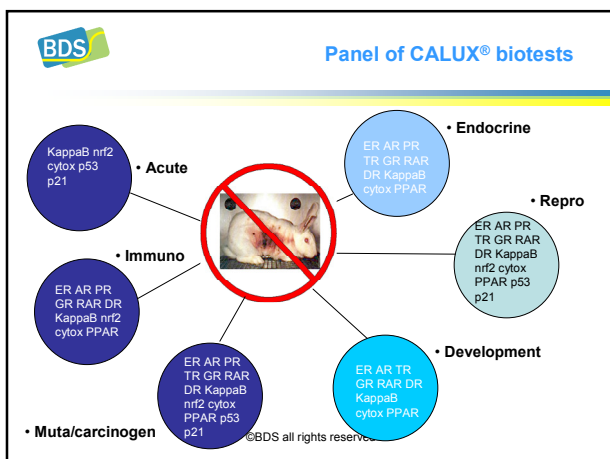 BDS
Panel of CALUX® biotests
KappaB nrf2
cytox p53
p21
• Acute
ER AR PR
TR GR RAR
DR KappaB
cytox PPAR
• Endocrine
• Repro
ER AR PR
TR GR RAR
DR KappaB
nrf2 cytox
PPAR p53
p21
• Immuno
ER AR PR
GR RAR DR
KappaB nrf2
cytox PPAR
• Development
ER AR TR
GR RAR DR
KappaB
cytox PPAR
ER AR PR
TR GR RAR
DR KappaB
nrf2 cytox
PPAR p53
p21
• Muta/carcinogen
©BDS all rights reserve